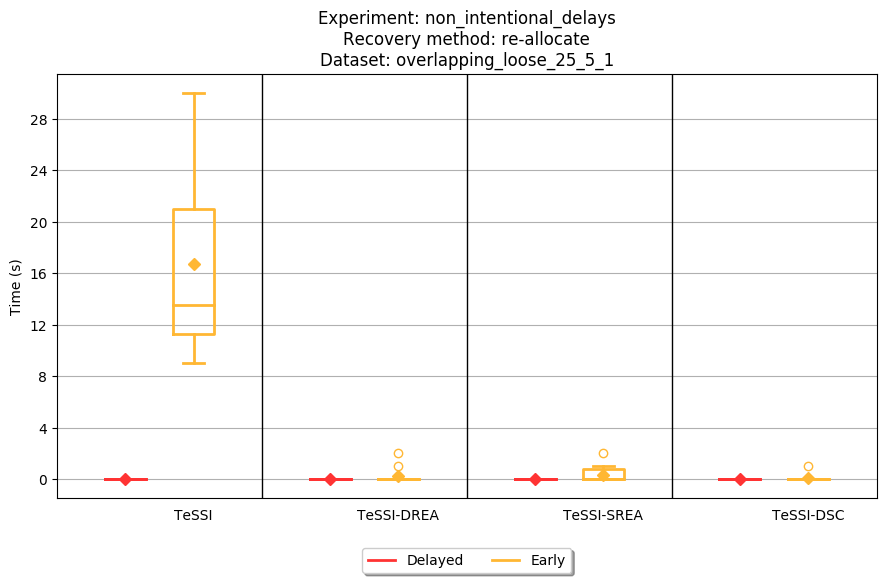 Experiment: non_intentional_delays
Recovery method: re-allocate
Dataset: overlapping_loose_25_5_1
Time (s)
28
24
20
16
12
8
4
0
TeSSI
TeSSI-DREA
TeSSI-SREA
TeSSI-DSC
Delayed
Early